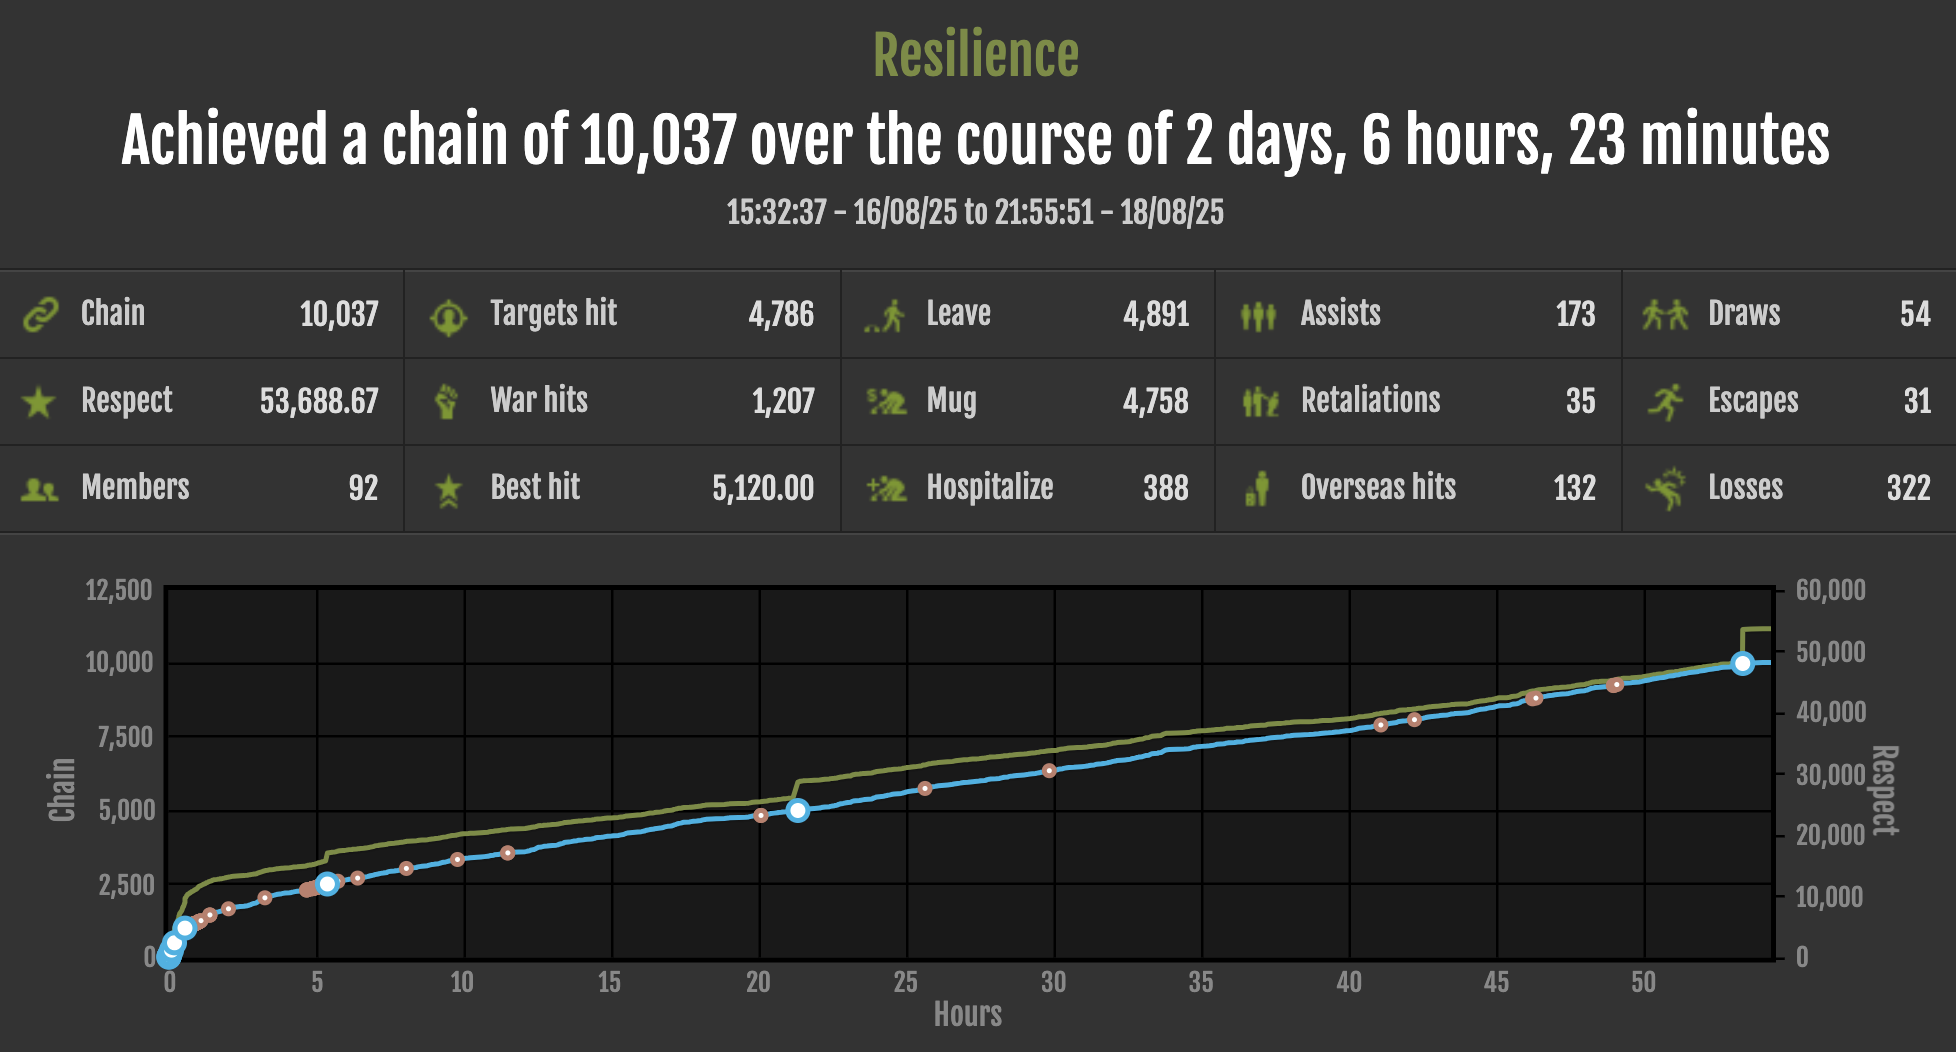 Resilience
Achieved a chain of 10,037 over the course of 2 days, 6 hours, 23 minutes
15:32:37 - 16/08/25 to 21:55:51 - 18/08/25
Chain 10,037 Targets hit 4,786 Leave 4,891 Assists 173 Draws 54
Respect 53,688.67 War hits 1,207 Mug 4,758 Retaliations 35 Escapes 31
Members 92 Best hit 5,120.00 Hospitalize 388 Overseas hits 132 Losses 322
12,500 60,000
10,000 50,000
7,500 40,000
5,000 30,000
2,500 20,000
0 10,000
0
Chain
Respect
0 5 10 15 20 25 30 35 40 45 50
Hours